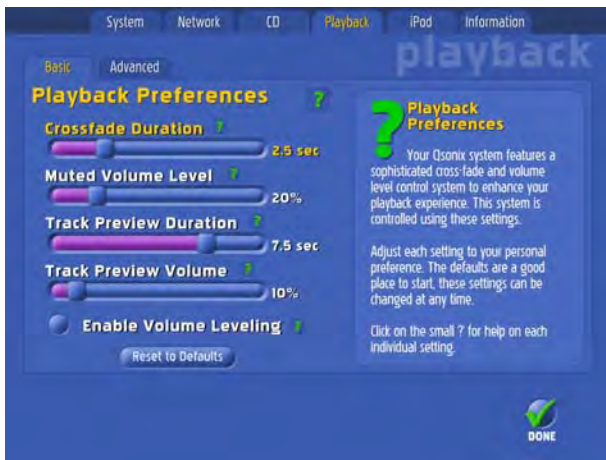 System Network CD Playback iPod Information
playback
Basic Advanced
Playback Preferences ?
Crossfade Duration ?
2.5 sec
Muted Volume Level ?
20%
Track Preview Duration ?
7.5 sec
Track Preview Volume ?
10%
Enable Volume Leveling ?
Reset to Defaults
? Playback
Preferences
Your Qsonix system features a
sophisticated cross-fade and volume
level control system to enhance your
playback experience. This system is
controlled using these settings.
Adjust each setting to your personal
preference. The defaults are a good
place to start, these settings can be
changed at any time.
Click on the small ? for help on each
individual setting.
DONE